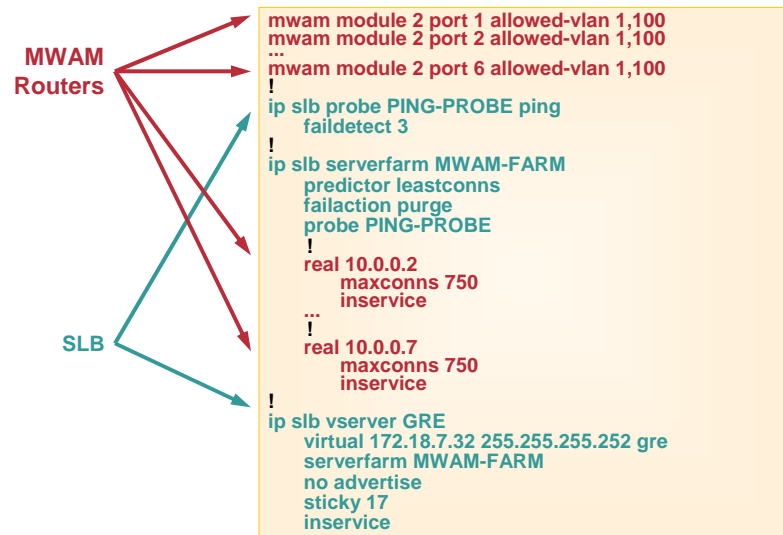 MWAM
Routers
SLB
mwam module 2 port 1 allowed-vlan 1,100
mwam module 2 port 2 allowed-vlan 1,100
...
mwam module 2 port 6 allowed-vlan 1,100
!
ip slb probe PING-PROBE ping
faildetect 3
!
ip slb serverfarm MWAM-FARM
predictor leastconns
failaction purge
probe PING-PROBE
!
real 10.0.0.2
maxconns 750
inservice
...
!
real 10.0.0.7
maxconns 750
inservice
!
ip slb vserver GRE
virtual 172.18.7.32 255.255.255.252 gre
serverfarm MWAM-FARM
no advertise
sticky 17
inservice